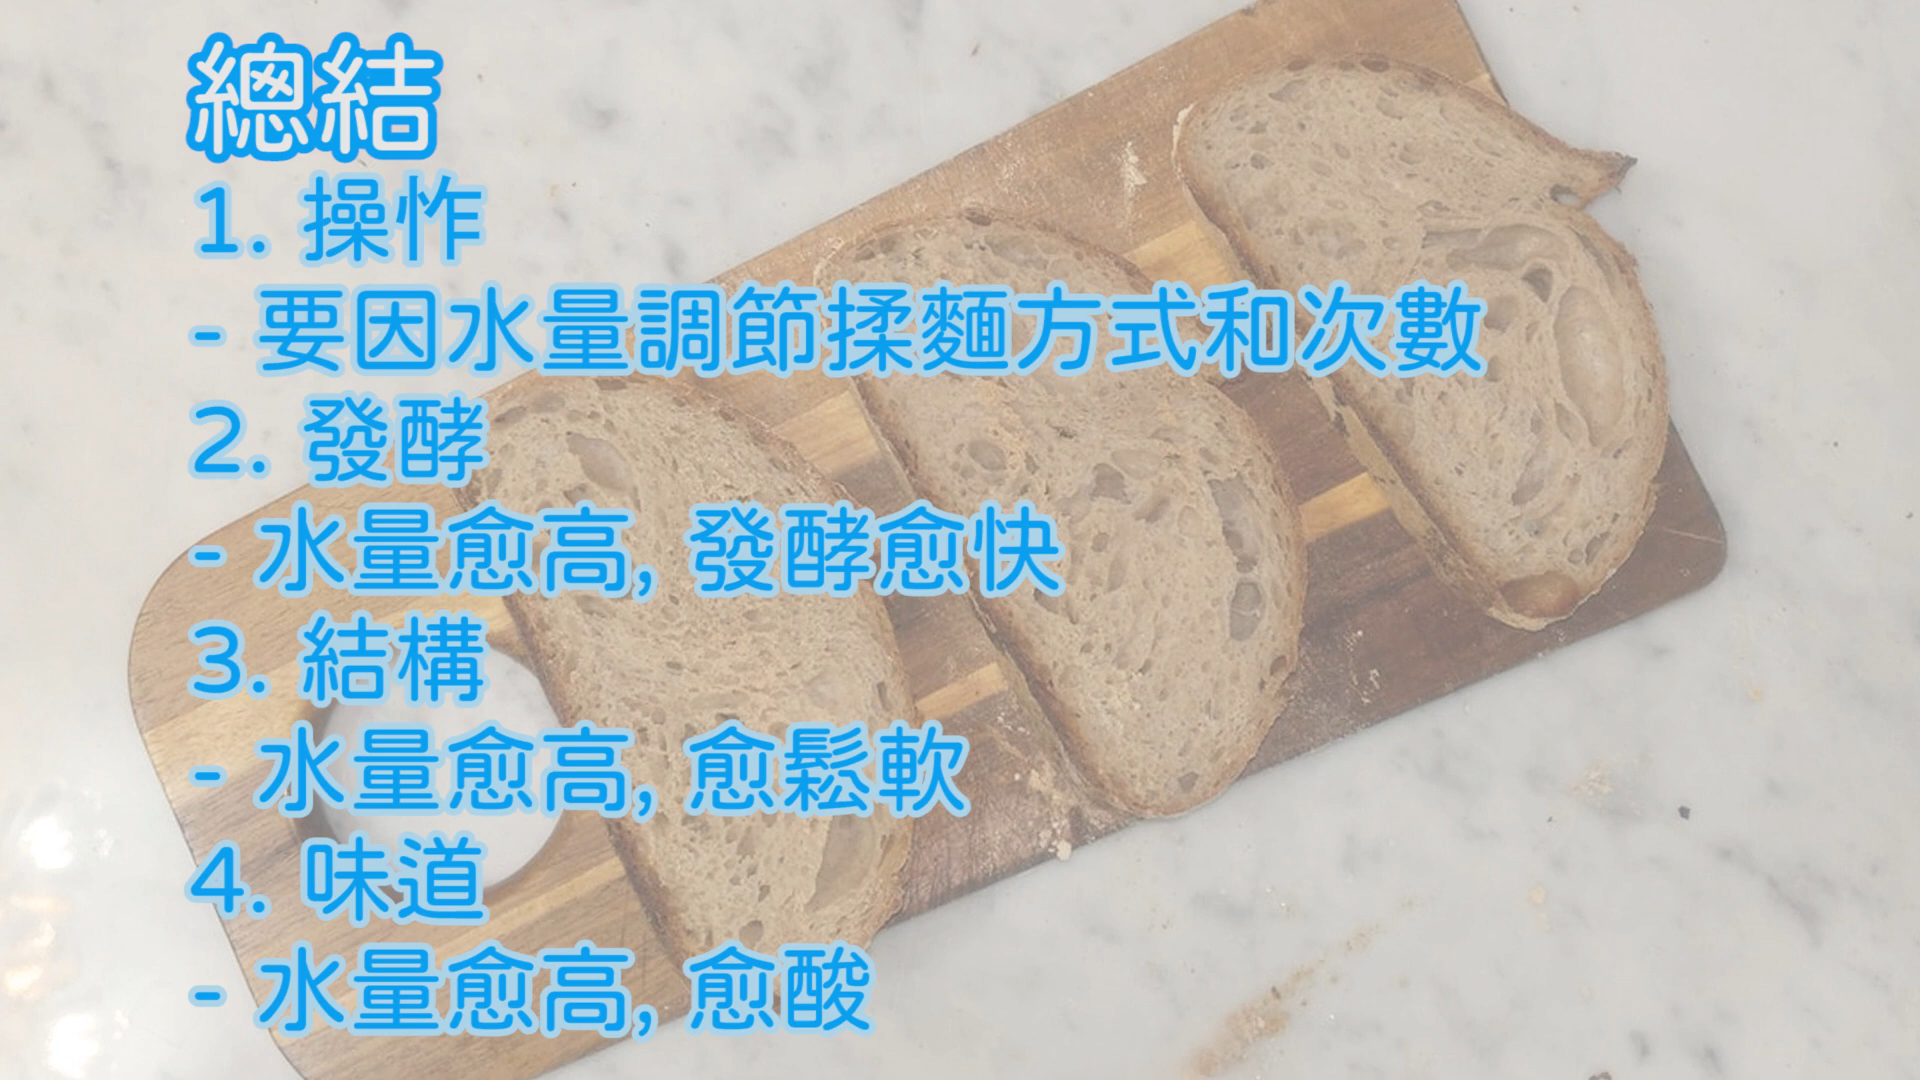 總結
1. 操作
- 要因水量調節揉麵方式和次數
2. 發酵
- 水量愈高, 發酵愈快
3. 結構
- 水量愈高, 愈鬆軟
4. 味道
- 水量愈高, 愈酸